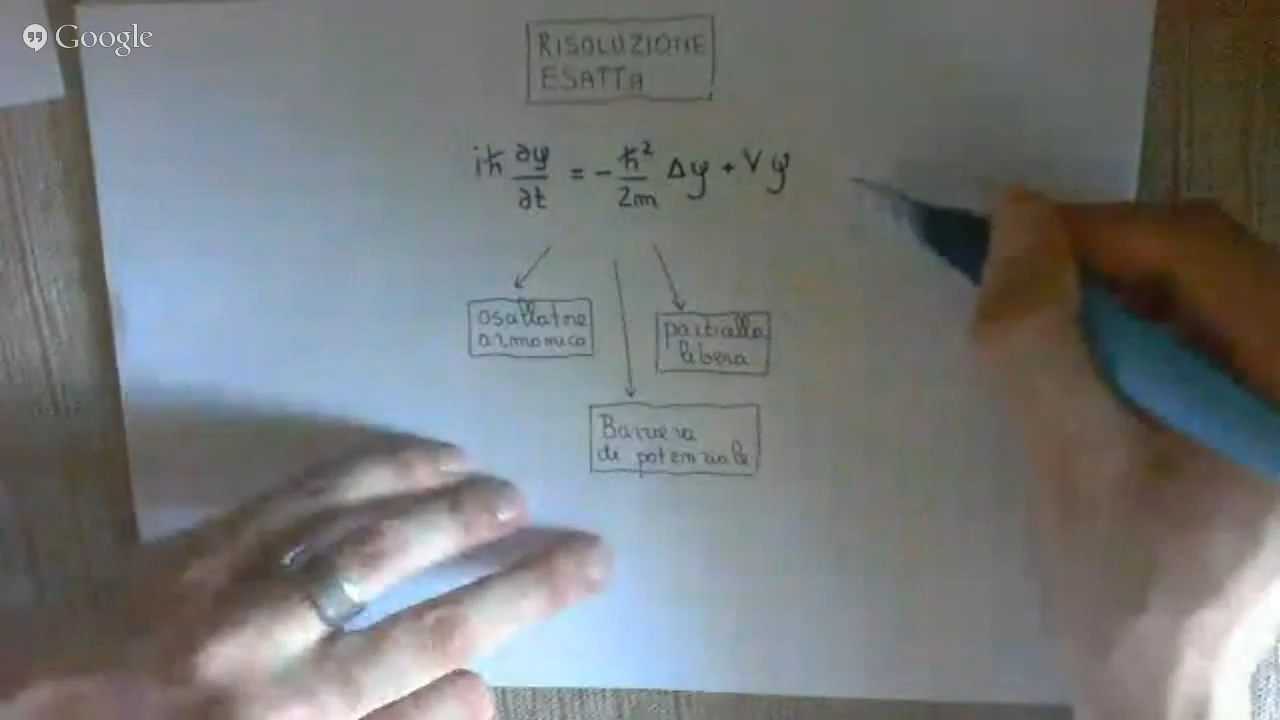 Google
RISOLUZIONE
ESATTA
iħ ∂ψ/∂t = - ħ²/2m Δψ + Vψ
oscillatore
armonico
particella
libera
Barriera
di potenziale